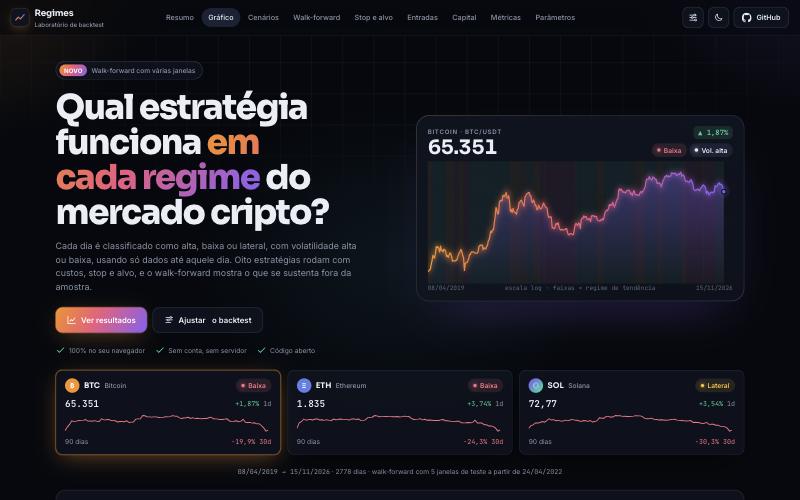 Regimes
Laboratório de backtest
Resumo Gráfico Cenários Walk-forward Stop e alvo Entradas Capital Métricas Parâmetros
GitHub
NOVO Walk-forward com várias janelas
Qual estratégia
funciona em
cada regime do
mercado cripto?
Cada dia é classificado como alta, baixa ou lateral, com volatilidade alta
ou baixa, usando só dados até aquele dia. Oito estratégias rodam com
custos, stop e alvo, e o walk-forward mostra o que se sustenta fora da
amostra.
Ver resultados
Ajustar o backtest
100% no seu navegador Sem conta, sem servidor Código aberto
BITCOIN · BTC/USDT
▲ 1,87%
65.351
Baixa Vol. alta
08/04/2019 escala log · faixas = regime de tendência 15/11/2026
BTC Bitcoin Baixa
65.351 +1,87% 1d
90 dias -19,9% 30d
ETH Ethereum Baixa
1.835 +3,74% 1d
90 dias -24,3% 30d
SOL Solana Lateral
72,77 +3,54% 1d
90 dias -30,3% 30d
08/04/2019 → 15/11/2026 · 2778 dias · walk-forward com 5 janelas de teste a partir de 24/04/2022